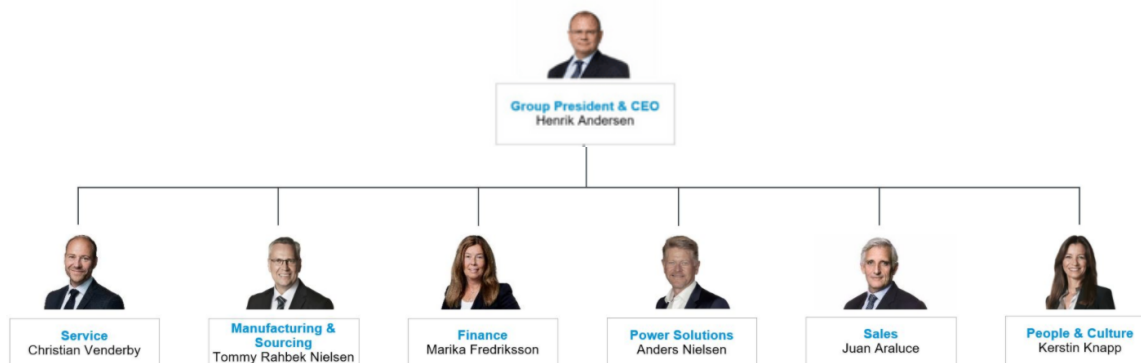 Group President & CEO
Henrik Andersen
Service
Christian Venderby
Manufacturing &
Sourcing
Tommy Rahbek Nielsen
Finance
Marika Fredriksson
Power Solutions
Anders Nielsen
Sales
Juan Araluce
People & Culture
Kerstin Knapp